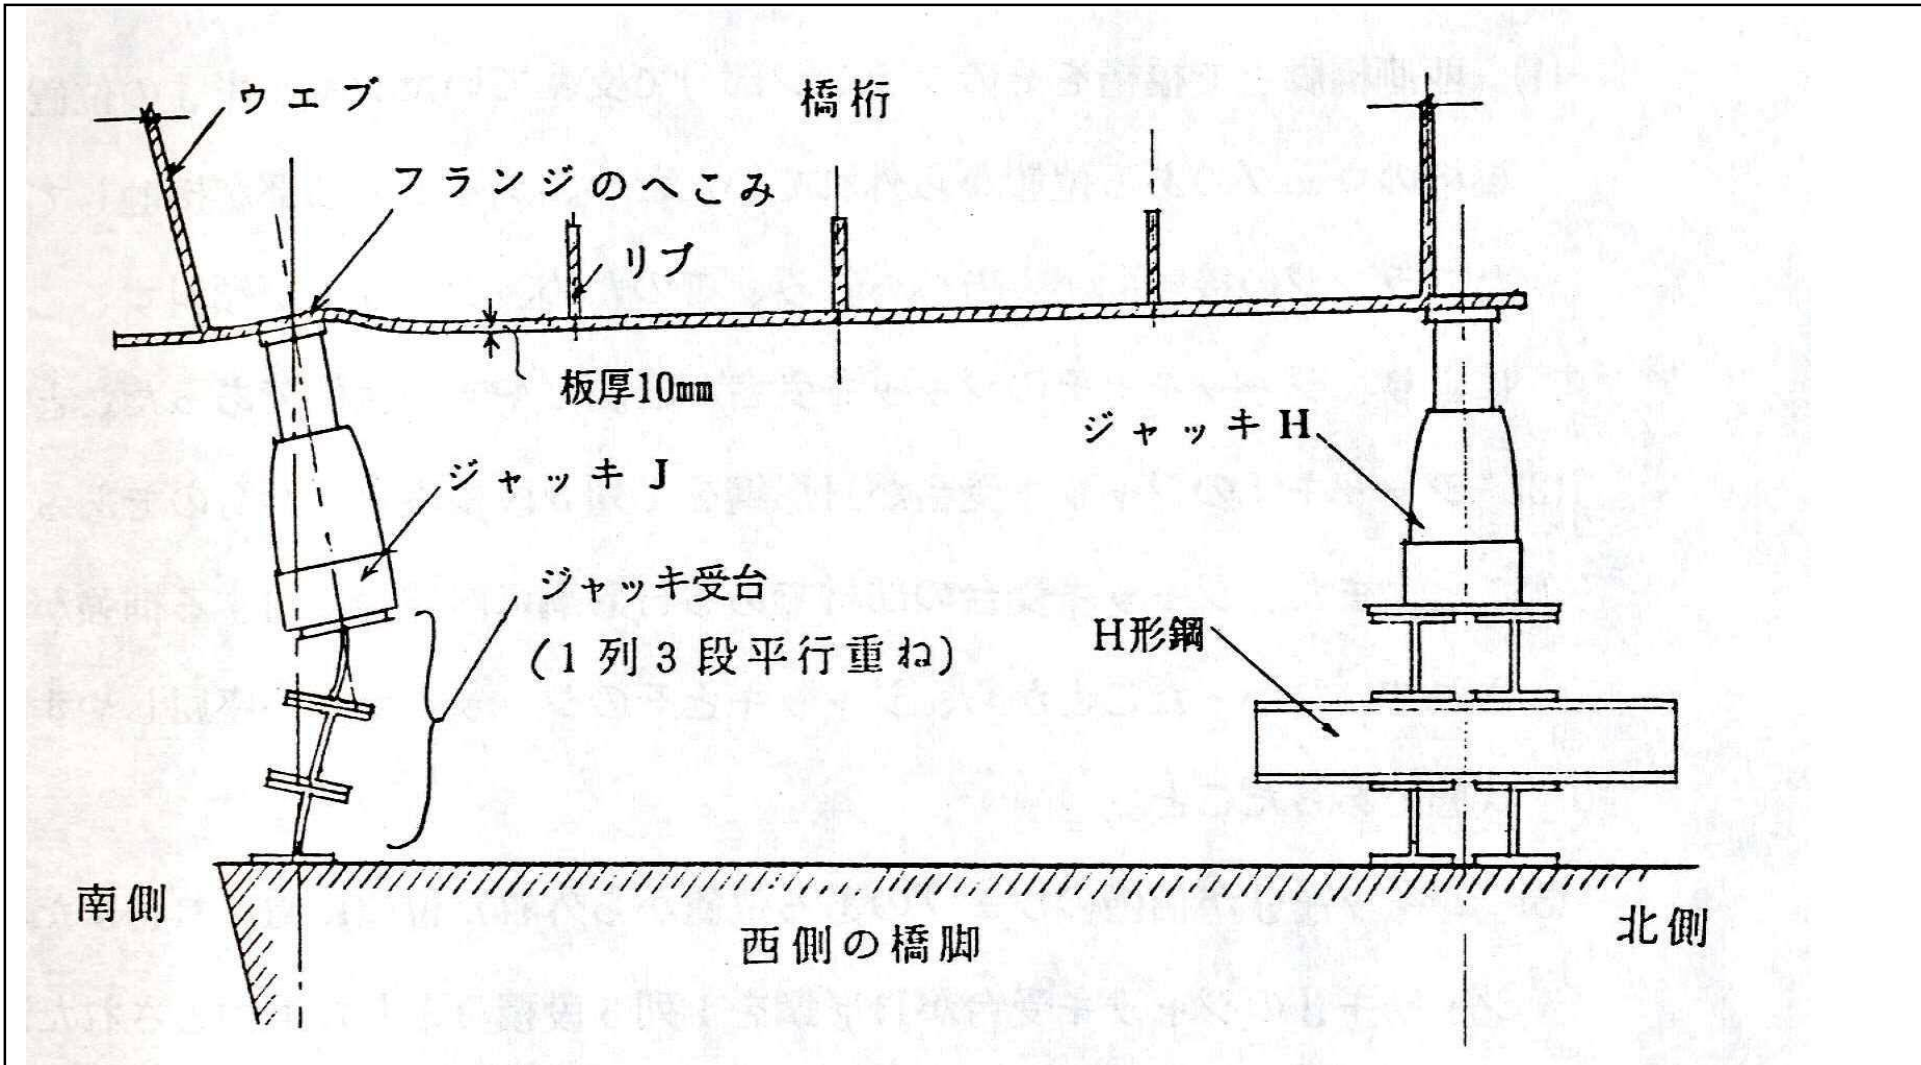 ウエブ
橋桁
フランジのへこみ
リブ
板厚10mm
ジャッキ H
ジャッキ J
ジャッキ受台
(1列3段平行重ね)
H形鋼
南側
西側の橋脚
北側